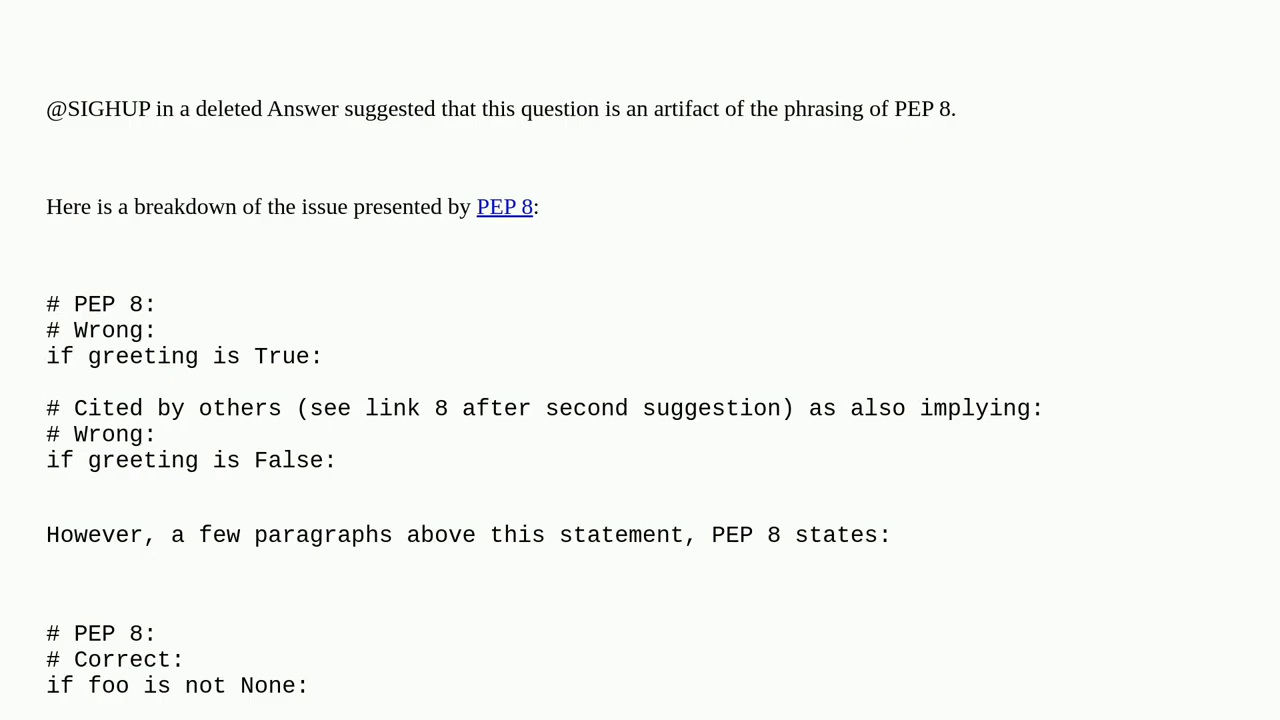 @SIGHUP in a deleted Answer suggested that this question is an artifact of the phrasing of PEP 8.
Here is a breakdown of the issue presented by PEP 8:
# PEP 8:
# Wrong:
if greeting is True:
# Cited by others (see link 8 after second suggestion) as also implying:
# Wrong:
if greeting is False:
However, a few paragraphs above this statement, PEP 8 states:
# PEP 8:
# Correct:
if foo is not None: